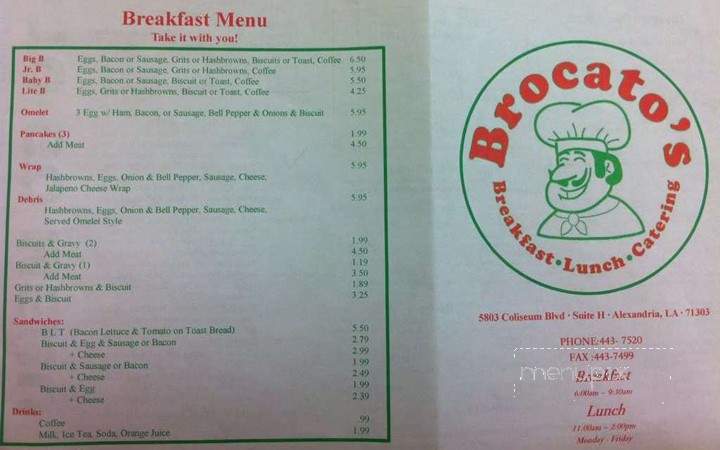 Breakfast Menu
Take it with you!
Big B Eggs, Bacon or Sausage, Grits or Hashbrowns, Biscuits or Toast, Coffee 6.50
Jr. B Eggs, Bacon or Sausage, Grits or Hashbrowns, Coffee 5.95
Baby B Eggs, Bacon or Sausage, Biscuit or Toast, Coffee 5.50
Lite B Eggs, Grits or Hashbrowns, Biscuit or Toast, Coffee 4.25
Omelet 3 Egg w/ Ham, Bacon, or Sausage, Bell Pepper & Onions & Biscuit 5.95
Pancakes (3) 1.99
Add Meat 4.50
Wrap 5.95
Hashbrowns, Eggs, Onion & Bell Pepper, Sausage, Cheese,
Jalapeno Cheese Wrap
Debris 5.95
Hashbrowns, Eggs, Onion & Bell Pepper, Sausage, Cheese,
Served Omelet Style
Biscuits & Gravy (2) 1.99
Add Meat 4.50
Biscuit & Gravy (1) 1.19
Add Meat 3.50
Grits or Hashbrowns & Biscuit 1.89
Eggs & Biscuit 3.25
Sandwiches:
B L T (Bacon Lettuce & Tomato on Toast Bread) 5.50
Biscuit & Egg & Sausage or Bacon 2.79
+ Cheese 2.99
Biscuit & Sausage or Bacon 1.99
+ Cheese 2.49
Biscuit & Egg 1.99
+ Cheese 2.39
Drinks:
Coffee .99
Milk, Ice Tea, Soda, Orange Juice 1.99
Brocato's
Breakfast • Lunch • Catering
5803 Coliseum Blvd · Suite H · Alexandria, LA · 71303
PHONE:443- 7520
FAX :443-7499
Breakfast
6:00am ~ 9:30am
Lunch
11:00am ~ 2:00pm
Monday - Friday